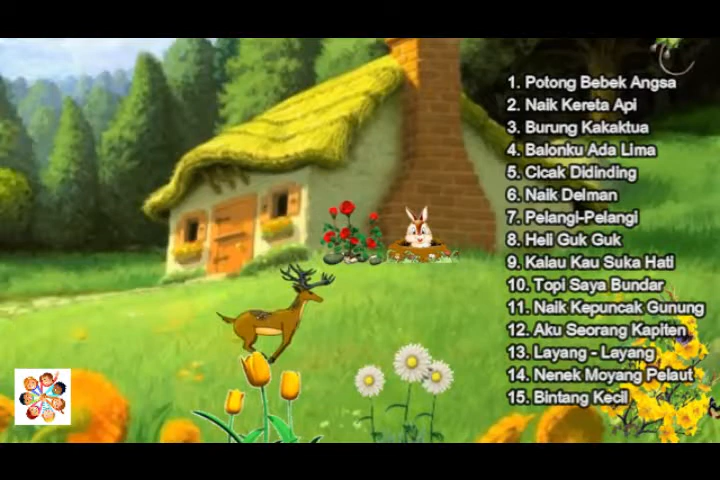 1. Potong Bebek Angsa
2. Naik Kereta Api
3. Burung Kakaktua
4. Balonku Ada Lima
5. Cicak Didinding
6. Naik Delman
7. Pelangi-Pelangi
8. Heli Guk Guk
9. Kalau Kau Suka Hati
10. Topi Saya Bundar
11. Naik Kepuncak Gunung
12. Aku Seorang Kapiten
13. Layang - Layang
14. Nenek Moyang Pelaut
15. Bintang Kecil